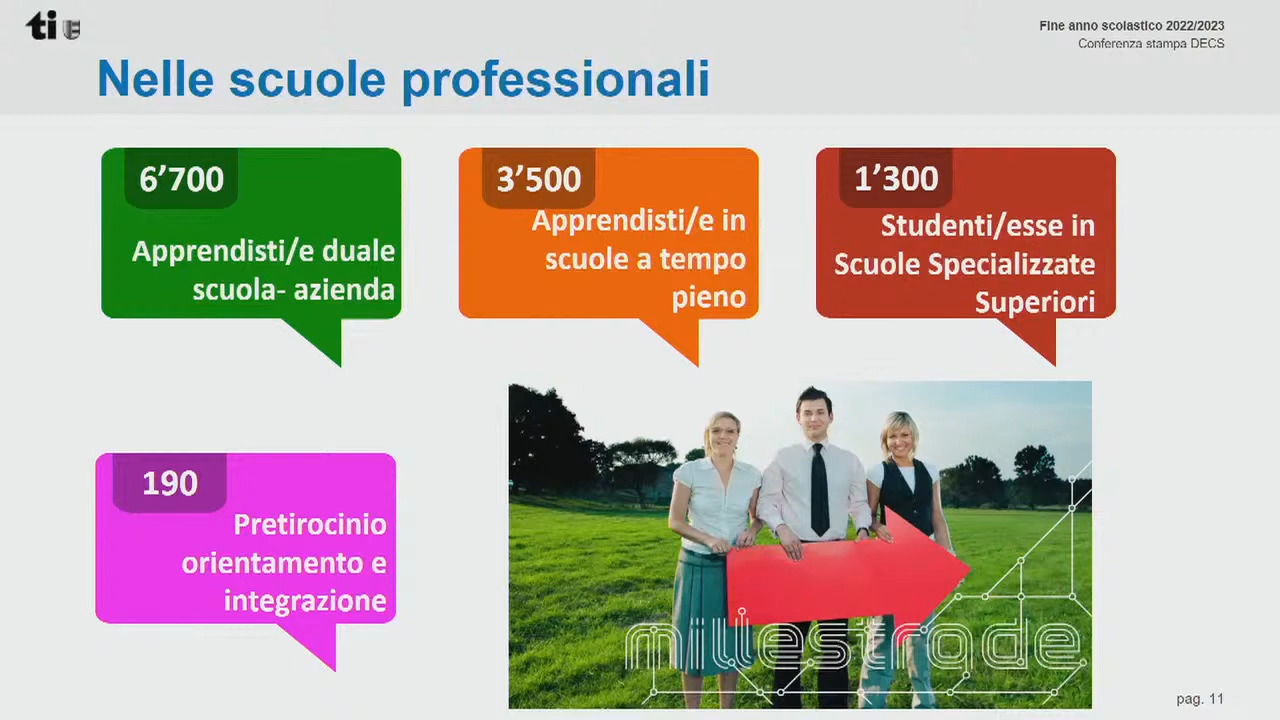 ti
Fine anno scolastico 2022/2023
Conferenza stampa DECS
Nelle scuole professionali
6’700
Apprendisti/e duale
scuola- azienda
3’500
Apprendisti/e in
scuole a tempo
pieno
1’300
Studenti/esse in
Scuole Specializzate
Superiori
190
Pretirocinio
orientamento e
integrazione
millestrade
pag. 11